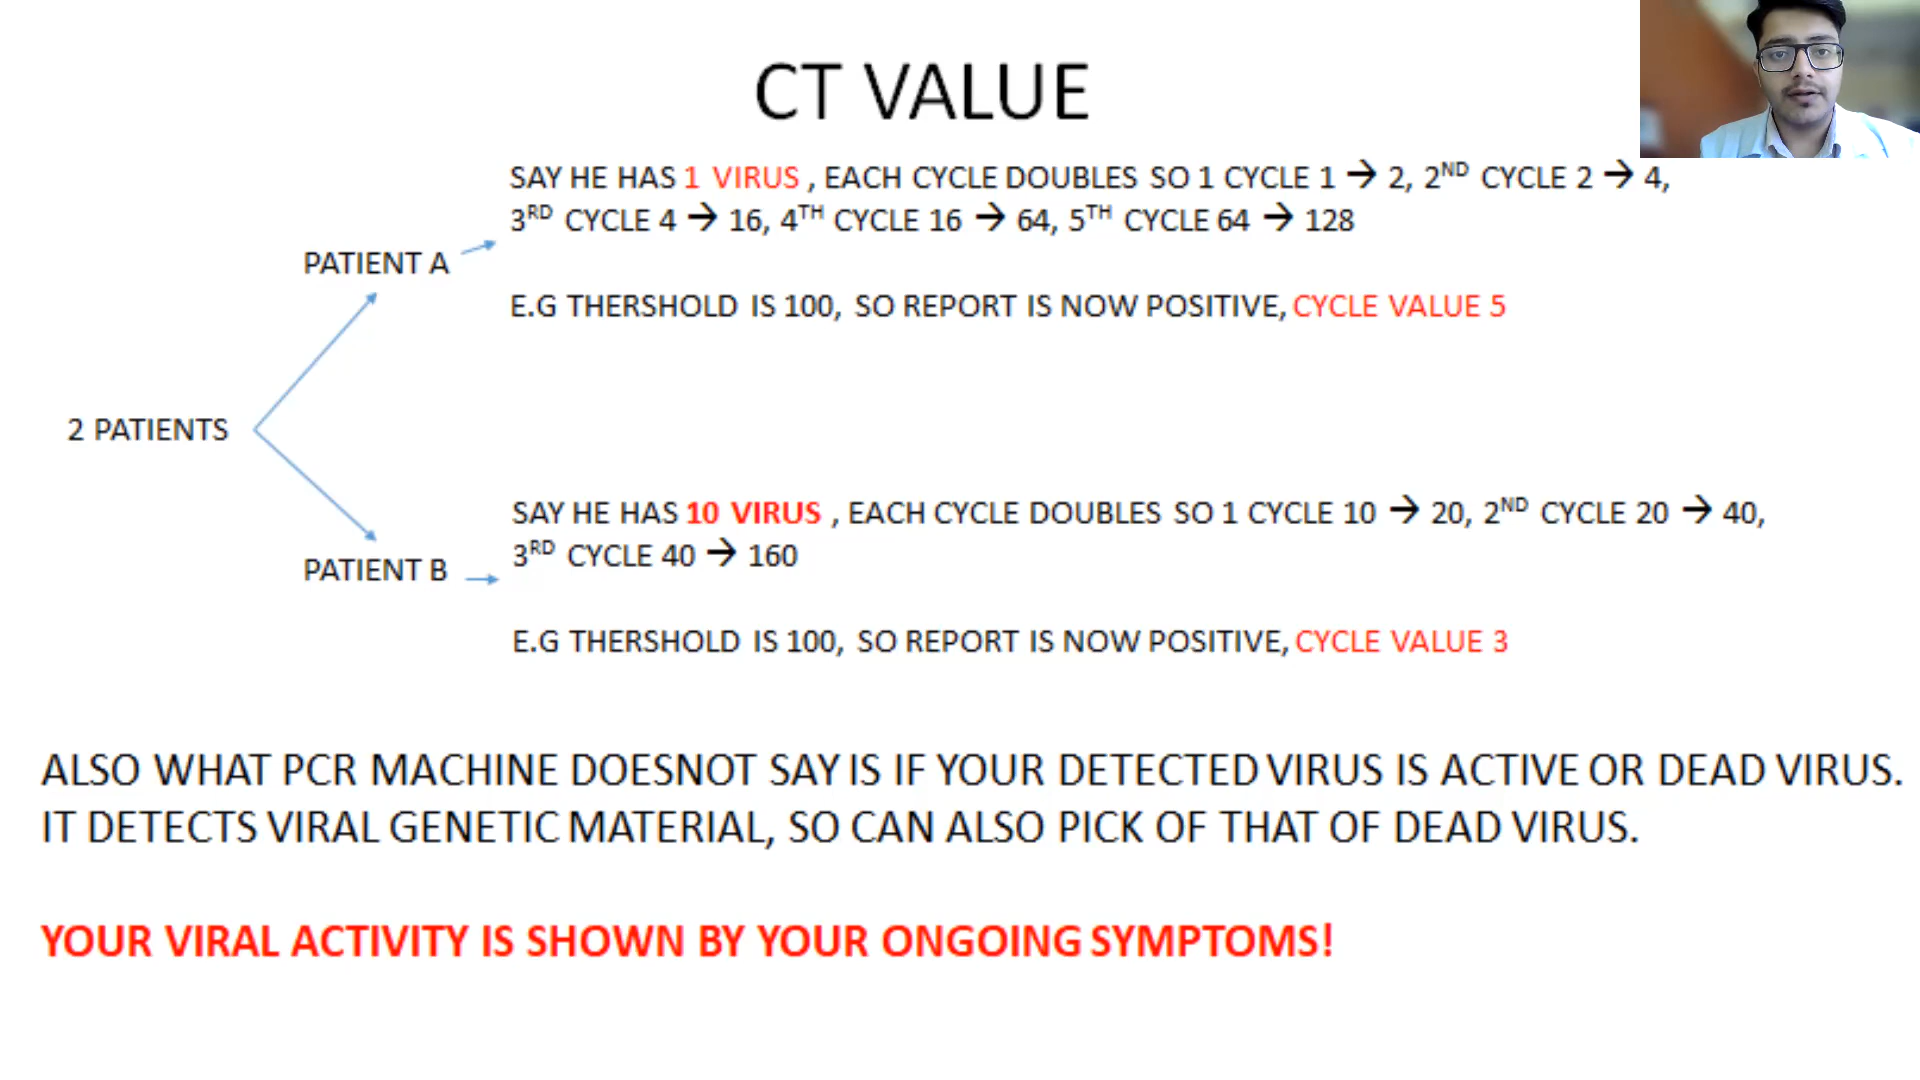 CT VALUE
SAY HE HAS 1 VIRUS , EACH CYCLE DOUBLES SO 1 CYCLE 1 → 2, 2ND CYCLE 2 → 4,
3RD CYCLE 4 → 16, 4TH CYCLE 16 → 64, 5TH CYCLE 64 → 128
PATIENT A
E.G THERSHOLD IS 100, SO REPORT IS NOW POSITIVE, CYCLE VALUE 5
2 PATIENTS
SAY HE HAS 10 VIRUS , EACH CYCLE DOUBLES SO 1 CYCLE 10 → 20, 2ND CYCLE 20 → 40,
3RD CYCLE 40 → 160
PATIENT B
E.G THERSHOLD IS 100, SO REPORT IS NOW POSITIVE, CYCLE VALUE 3
ALSO WHAT PCR MACHINE DOESNOT SAY IS IF YOUR DETECTED VIRUS IS ACTIVE OR DEAD VIRUS.
IT DETECTS VIRAL GENETIC MATERIAL, SO CAN ALSO PICK OF THAT OF DEAD VIRUS.
YOUR VIRAL ACTIVITY IS SHOWN BY YOUR ONGOING SYMPTOMS!